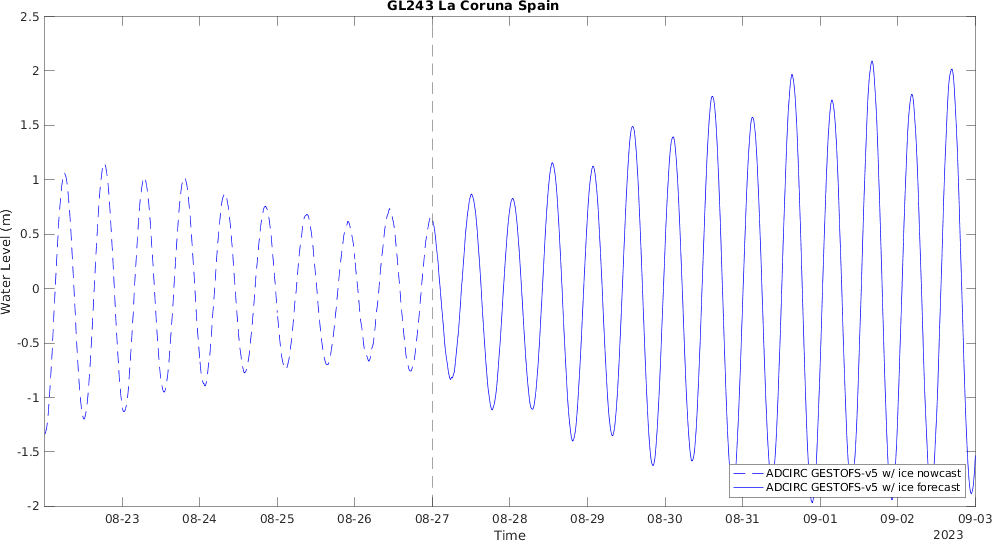 GL243 La Coruna Spain
2.5
2
1.5
1
0.5
0
-0.5
-1
-1.5
-2
Water Level (m)
ADCIRC GESTOFS-v5 w/ ice nowcast
ADCIRC GESTOFS-v5 w/ ice forecast
08-23 08-24 08-25 08-26 08-27 08-28 08-29 08-30 08-31 09-01 09-02 09-03
Time
2023